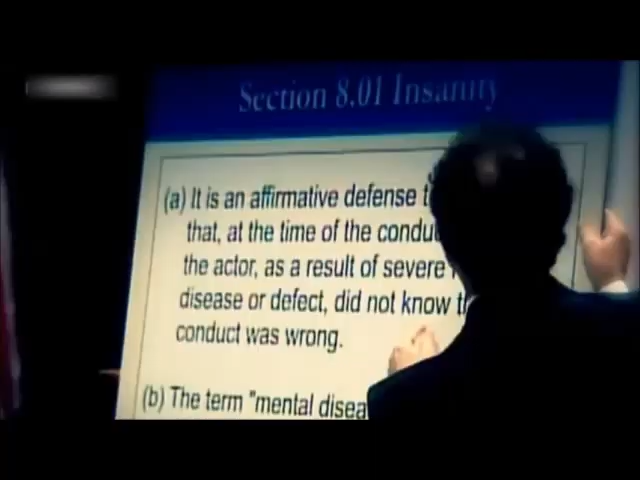 Section 8.01 Insanity
(a) It is an affirmative defense
that, at the time of the
the actor, as a result of severe
disease or defect, did not know
conduct was wrong.
(b) The term "mental